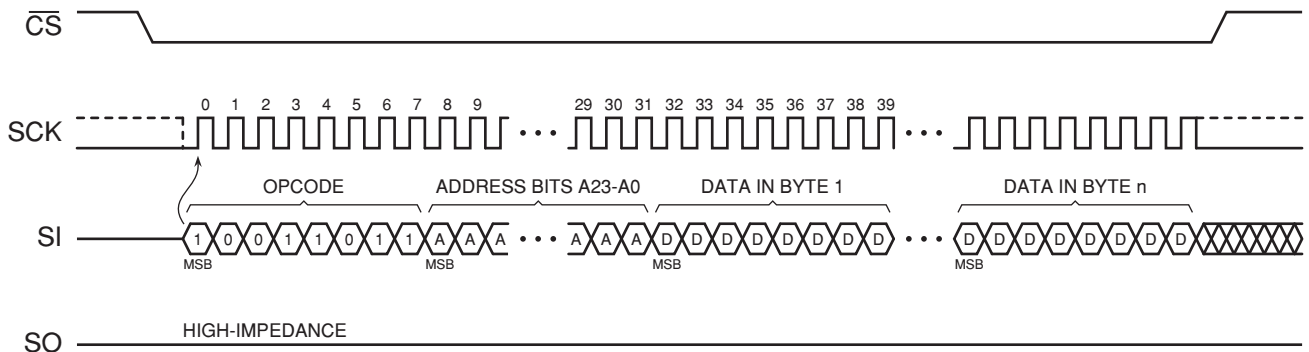 CS
0 1 2 3 4 5 6 7 8 9 29 30 31 32 33 34 35 36 37 38 39
SCK
OPCODE ADDRESS BITS A23-A0 DATA IN BYTE 1 DATA IN BYTE n
SI 1 0 0 1 1 0 1 1 A A A A A A D D D D D D D D D D D D D D D D
MSB MSB MSB MSB
HIGH-IMPEDANCE
SO